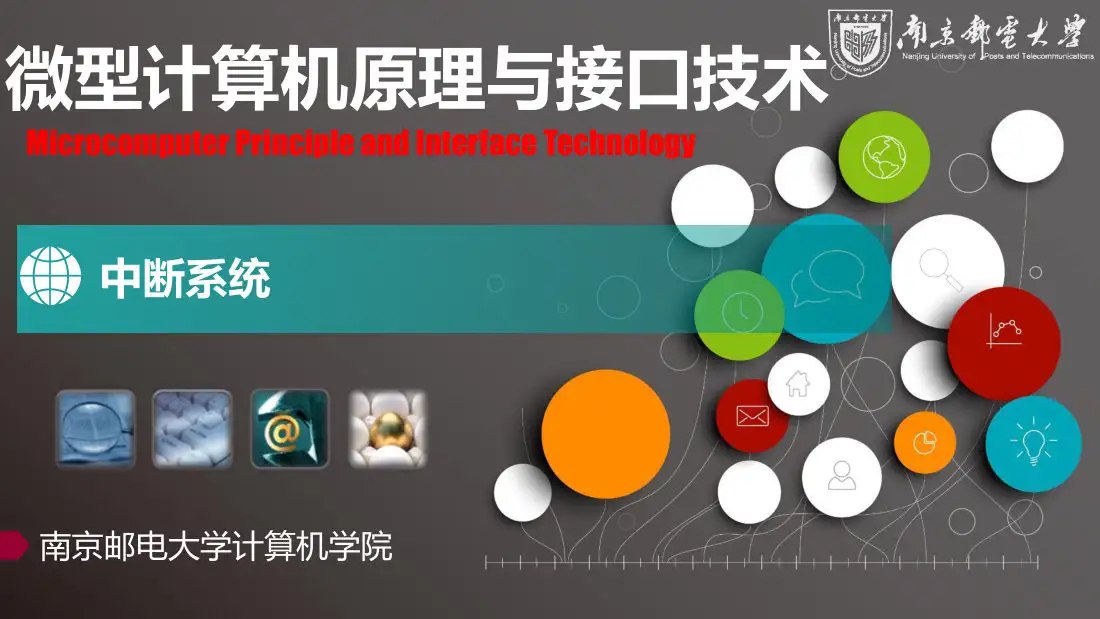 南京邮电大学
Nanjing University of Posts and Telecommunications
微型计算机原理与接口技术
Microcomputer Principle and Interface Technology
中断系统
@
南京邮电大学计算机学院